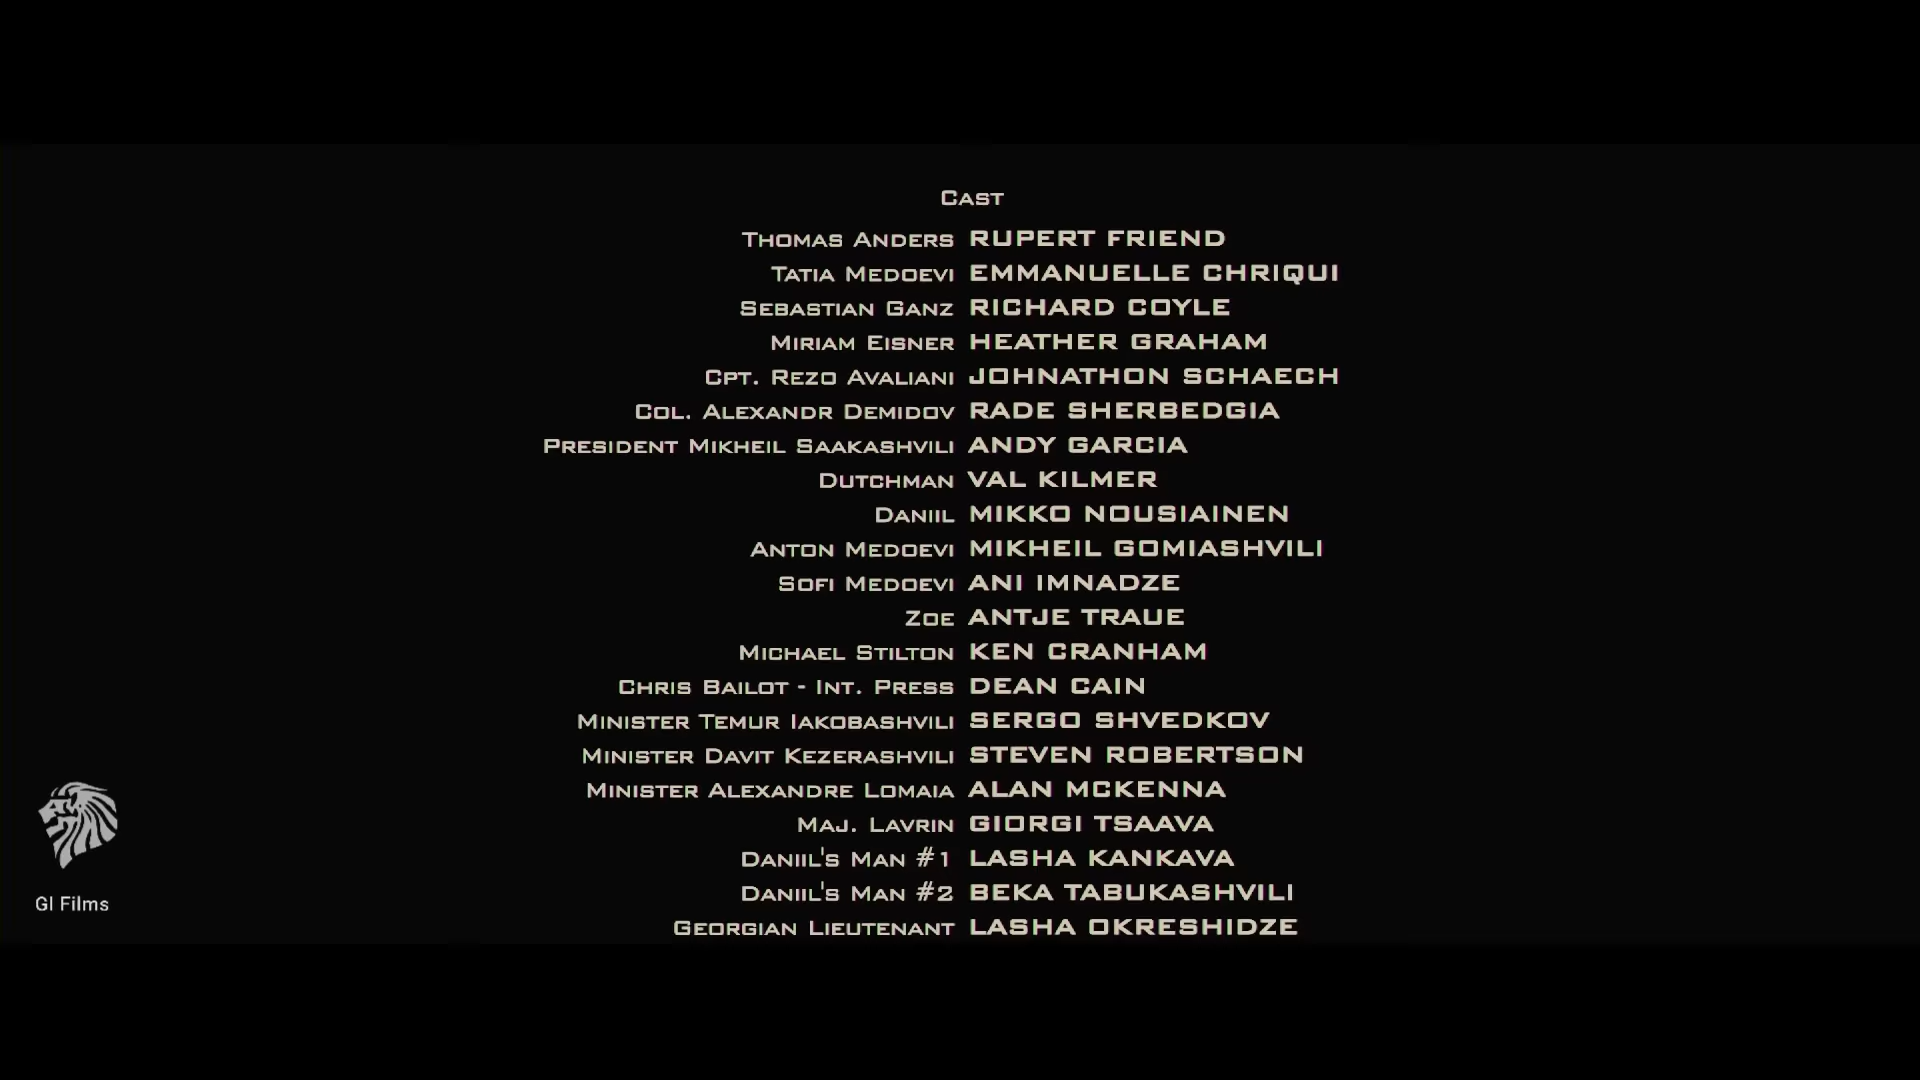 Cast
Thomas Anders RUPERT FRIEND
Tatia Medoevi EMMANUELLE CHRIQUI
Sebastian Ganz RICHARD COYLE
Miriam Eisner HEATHER GRAHAM
Cpt. Rezo Avaliani JOHNATHON SCHAECH
Col. Alexandr Demidov RADE SHERBEDGIA
President Mikheil Saakashvili ANDY GARCIA
Dutchman VAL KILMER
Daniil MIKKO NOUSIAINEN
Anton Medoevi MIKHEIL GOMIASHVILI
Sofi Medoevi ANI IMNADZE
Zoe ANTJE TRAUE
Michael Stilton KEN CRANHAM
Chris Bailot - Int. Press DEAN CAIN
Minister Temur Iakobashvili SERGO SHVEDKOV
Minister Davit Kezerashvili STEVEN ROBERTSON
Minister Alexandre Lomaia ALAN MCKENNA
Maj. Lavrin GIORGI TSAAVA
Daniil's Man #1 LASHA KANKAVA
Daniil's Man #2 BEKA TABUKASHVILI
Georgian Lieutenant LASHA OKRESHIDZE
GI Films